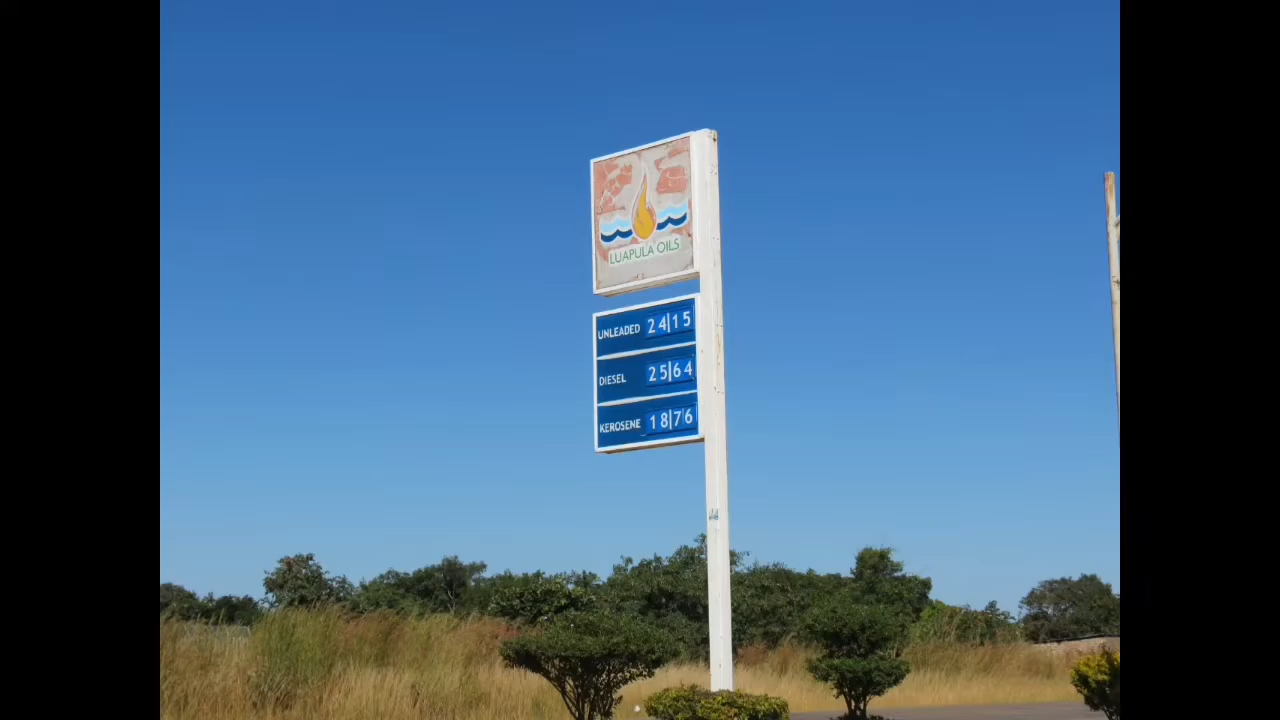 LUAPULA OILS
UNLEADED 24|15
DIESEL 25|64
KEROSENE 18|76